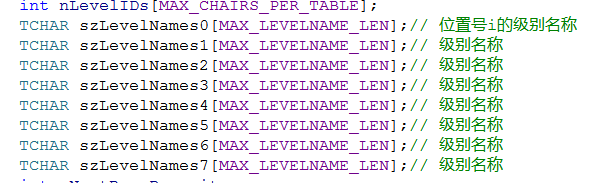 int nLevelIDs[MAX_CHAIRS_PER_TABLE];
TCHAR szLevelNames0[MAX_LEVELNAME_LEN];// 位置号i的级别名称
TCHAR szLevelNames1[MAX_LEVELNAME_LEN];// 级别名称
TCHAR szLevelNames2[MAX_LEVELNAME_LEN];// 级别名称
TCHAR szLevelNames3[MAX_LEVELNAME_LEN];// 级别名称
TCHAR szLevelNames4[MAX_LEVELNAME_LEN];// 级别名称
TCHAR szLevelNames5[MAX_LEVELNAME_LEN];// 级别名称
TCHAR szLevelNames6[MAX_LEVELNAME_LEN];// 级别名称
TCHAR szLevelNames7[MAX_LEVELNAME_LEN];// 级别名称